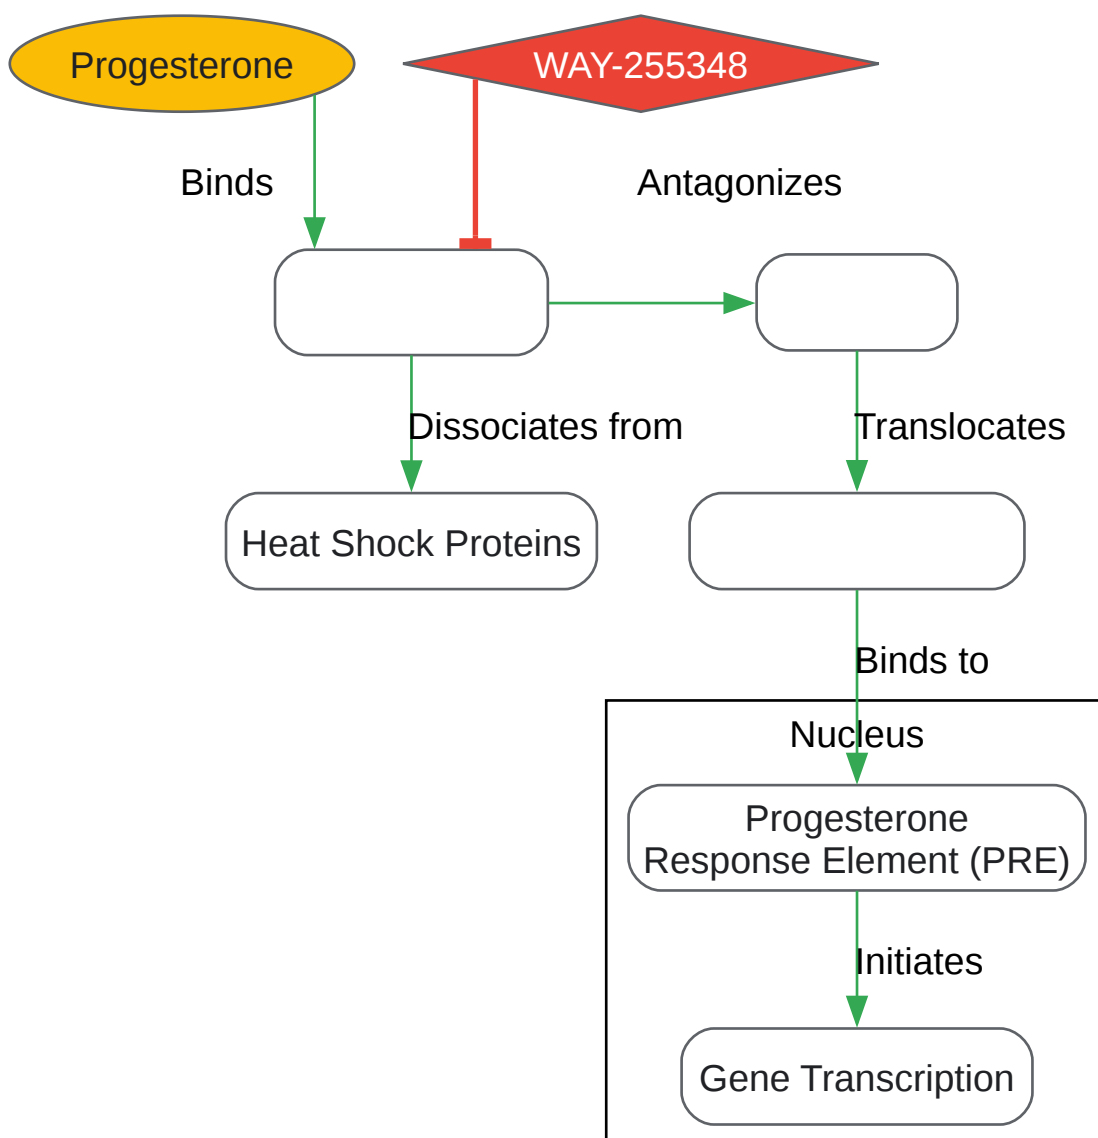 Progesterone
WAY-255348
Binds
Antagonizes
Dissociates from
Translocates
Heat Shock Proteins
Binds to
Nucleus
Progesterone
Response Element (PRE)
Initiates
Gene Transcription